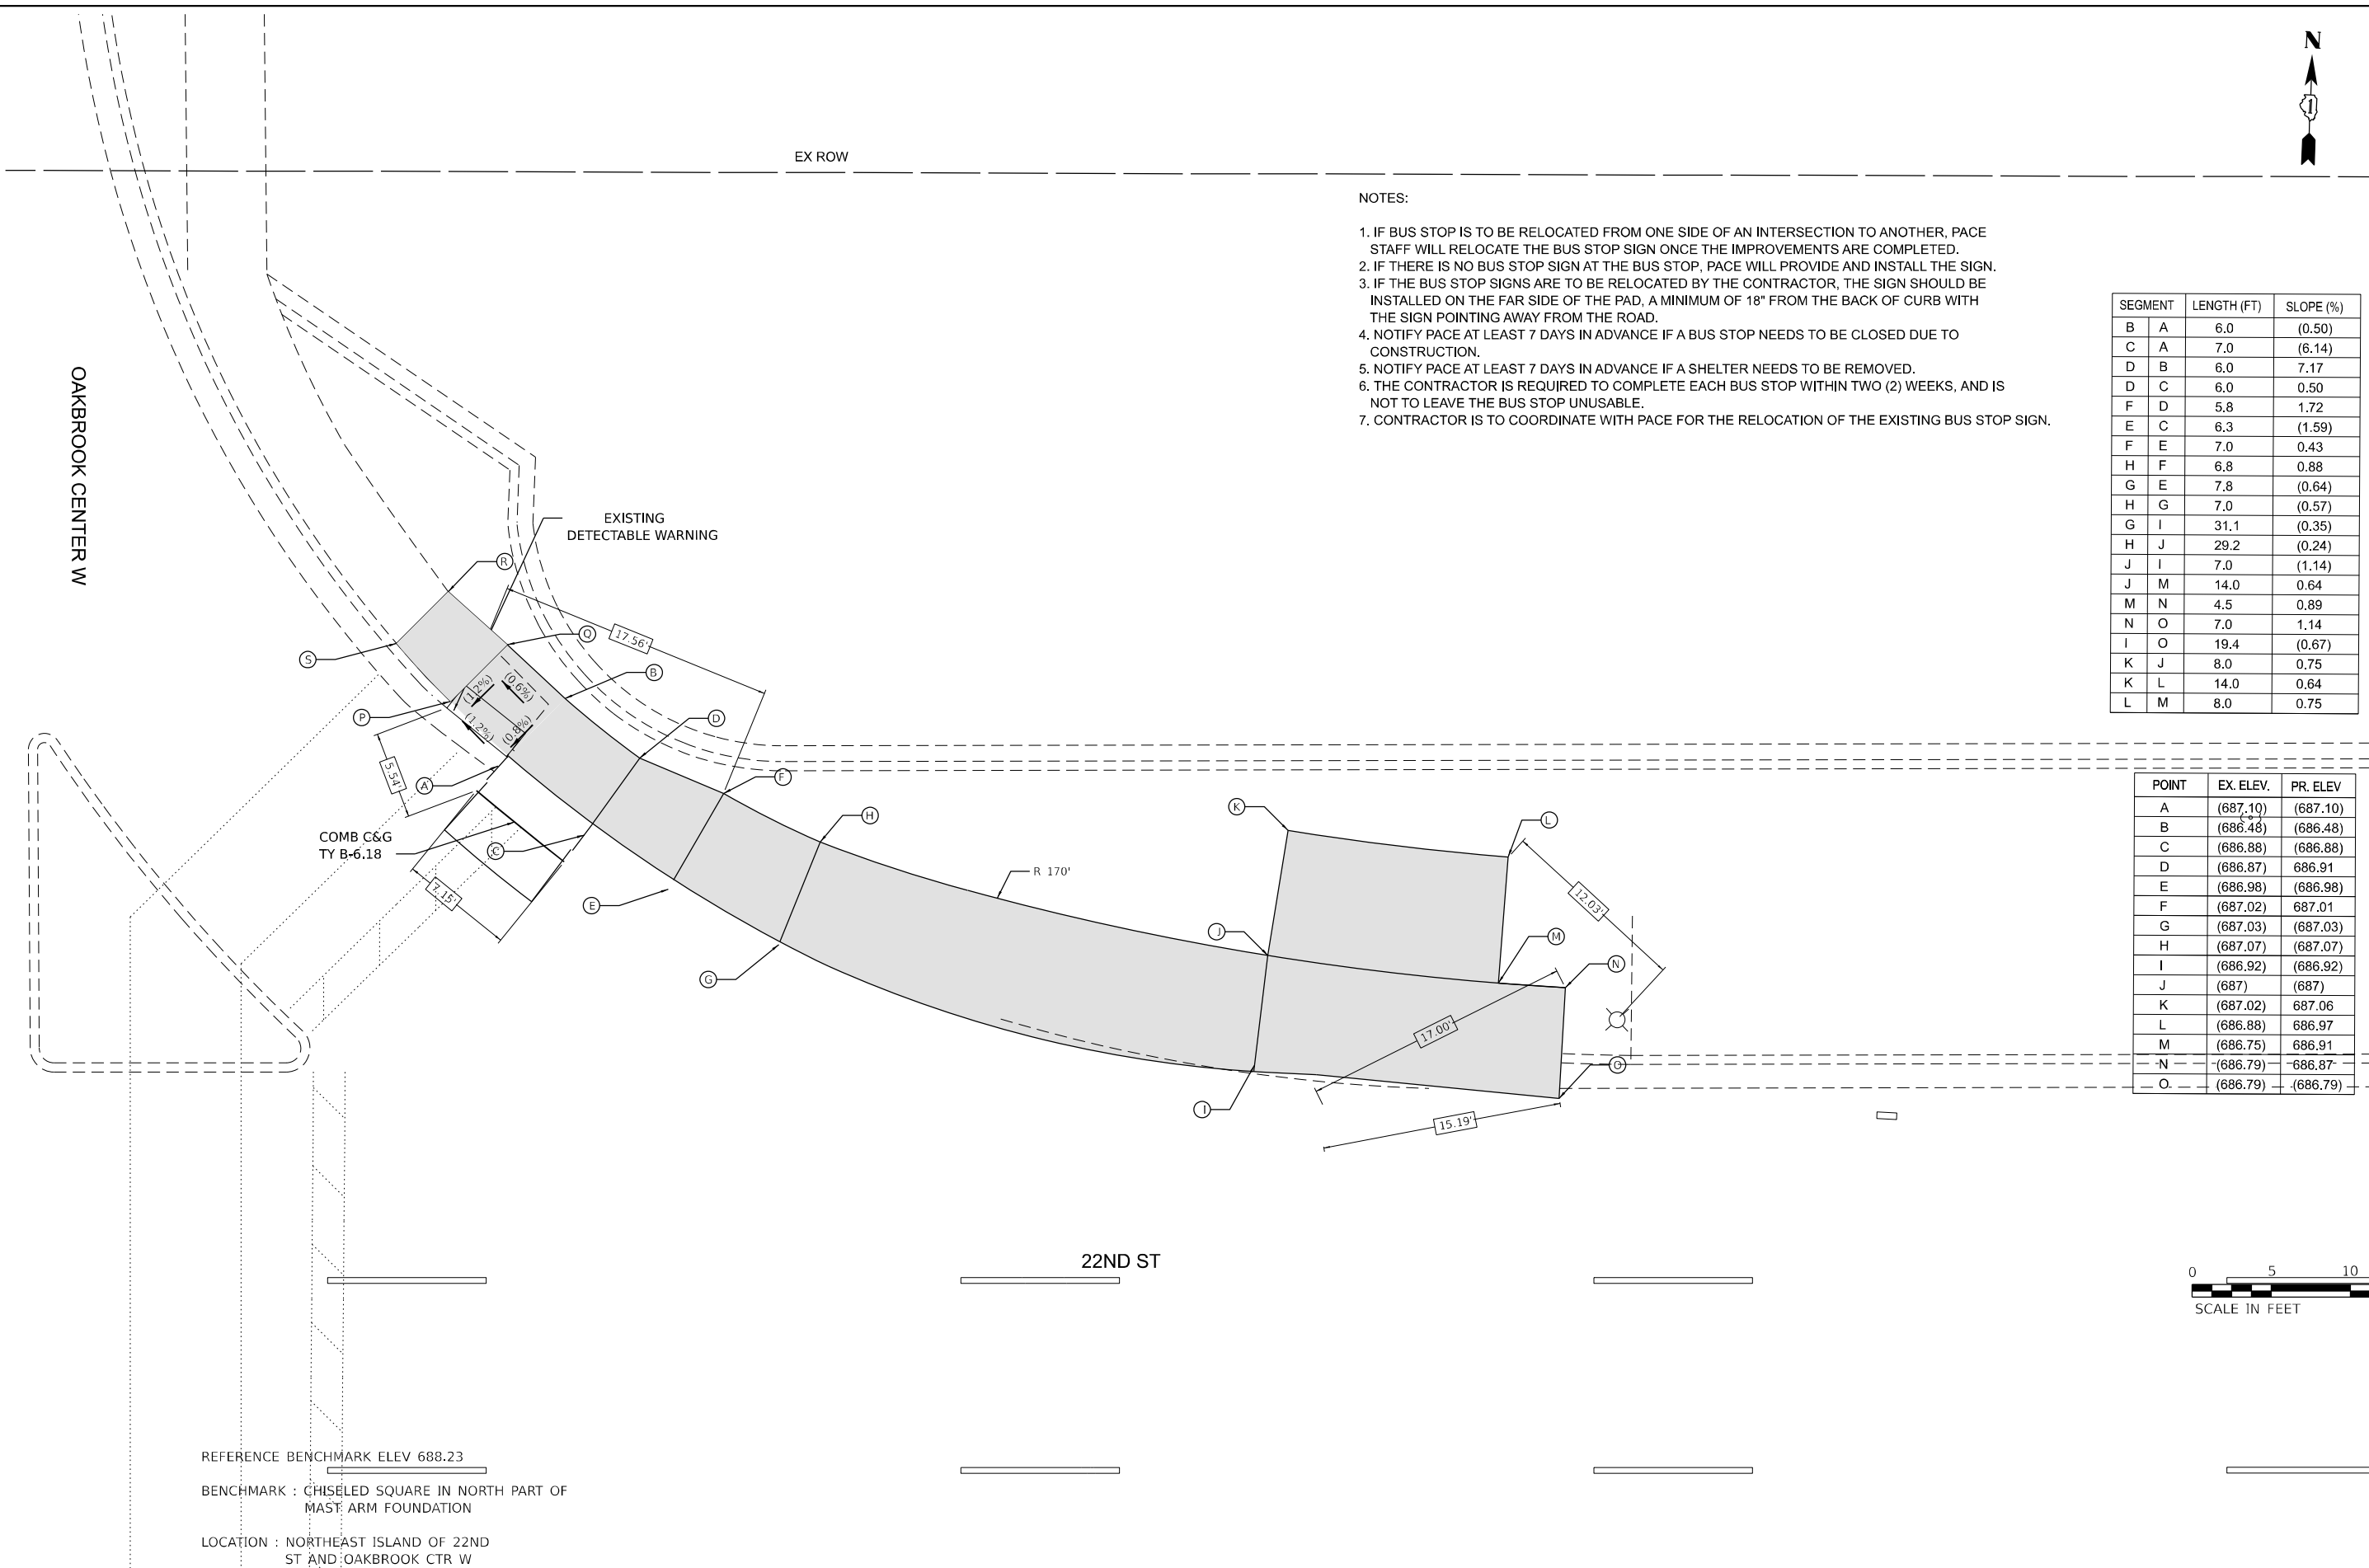 N
1
EX ROW
NOTES:
1. IF BUS STOP IS TO BE RELOCATED FROM ONE SIDE OF AN INTERSECTION TO ANOTHER, PACE
STAFF WILL RELOCATE THE BUS STOP SIGN ONCE THE IMPROVEMENTS ARE COMPLETED.
2. IF THERE IS NO BUS STOP SIGN AT THE BUS STOP, PACE WILL PROVIDE AND INSTALL THE SIGN.
3. IF THE BUS STOP SIGNS ARE TO BE RELOCATED BY THE CONTRACTOR, THE SIGN SHOULD BE
INSTALLED ON THE FAR SIDE OF THE PAD, A MINIMUM OF 18" FROM THE BACK OF CURB WITH
THE SIGN POINTING AWAY FROM THE ROAD.
4. NOTIFY PACE AT LEAST 7 DAYS IN ADVANCE IF A BUS STOP NEEDS TO BE CLOSED DUE TO
CONSTRUCTION.
5. NOTIFY PACE AT LEAST 7 DAYS IN ADVANCE IF A SHELTER NEEDS TO BE REMOVED.
6. THE CONTRACTOR IS REQUIRED TO COMPLETE EACH BUS STOP WITHIN TWO (2) WEEKS, AND IS
NOT TO LEAVE THE BUS STOP UNUSABLE.
7. CONTRACTOR IS TO COORDINATE WITH PACE FOR THE RELOCATION OF THE EXISTING BUS STOP SIGN.
SEGMENT LENGTH (FT) SLOPE (%)
B A 6.0 (0.50)
C A 7.0 (6.14)
D B 6.0 7.17
D C 6.0 0.50
F D 5.8 1.72
E C 6.3 (1.59)
F E 7.0 0.43
H F 6.8 0.88
G E 7.8 (0.64)
H G 7.0 (0.57)
G I 31.1 (0.35)
H J 29.2 (0.24)
J I 7.0 (1.14)
J M 14.0 0.64
M N 4.5 0.89
N O 7.0 1.14
I O 19.4 (0.67)
K J 8.0 0.75
K L 14.0 0.64
L M 8.0 0.75
OAKBROOK CENTER W
EXISTING
DETECTABLE WARNING
R
Q
S
17.56'
B
P
D
(1.2%)
(0.6%)
(1.2%)
(0.8%)
5.54'
A
F
H
COMB C&G
TY B-6.18
C
7.15'
E
G
R 170'
K
L
12.03'
J
M
N
17.00'
O
I
15.19'
POINT EX. ELEV. PR. ELEV
A (687.10) (687.10)
B (686.48) (686.48)
C (686.88) (686.88)
D (686.87) 686.91
E (686.98) (686.98)
F (687.02) 687.01
G (687.03) (687.03)
H (687.07) (687.07)
I (686.92) (686.92)
J (687) (687)
K (687.02) 687.06
L (686.88) 686.97
M (686.75) 686.91
N (686.79) 686.87
O (686.79) (686.79)
22ND ST
0 5 10
SCALE IN FEET
REFERENCE BENCHMARK ELEV 688.23
BENCHMARK : CHISELED SQUARE IN NORTH PART OF
MAST ARM FOUNDATION
LOCATION : NORTHEAST ISLAND OF 22ND
ST AND OAKBROOK CTR W